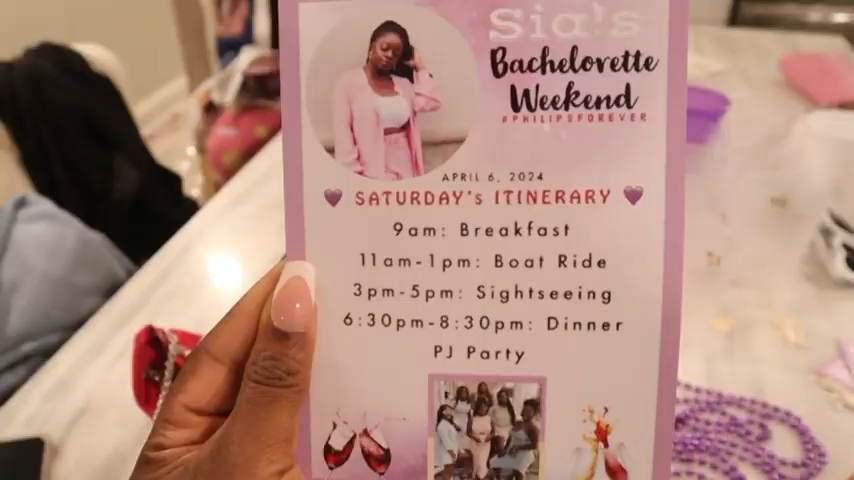 Sia's
Bachelorette
Weekend
#PHILIPSFOREVER
APRIL 6, 2024
SATURDAY's ITINERARY
9am: Breakfast
11am-1pm: Boat Ride
3pm-5pm: Sightseeing
6:30pm-8:30pm: Dinner
PJ Party